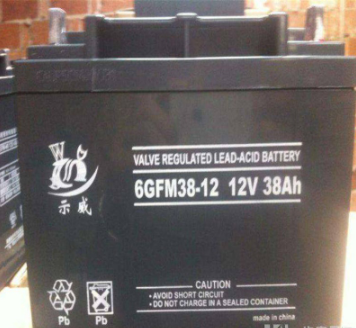 VALVE REGULATED LEAD-ACID BATTERY
6GFM38-12 12V 38Ah
示威
CAUTION
• AVOID SHORT CIRCUIT
• DO NOT CHARGE IN A SEALED CONTAINER
Pb Pb
made in china